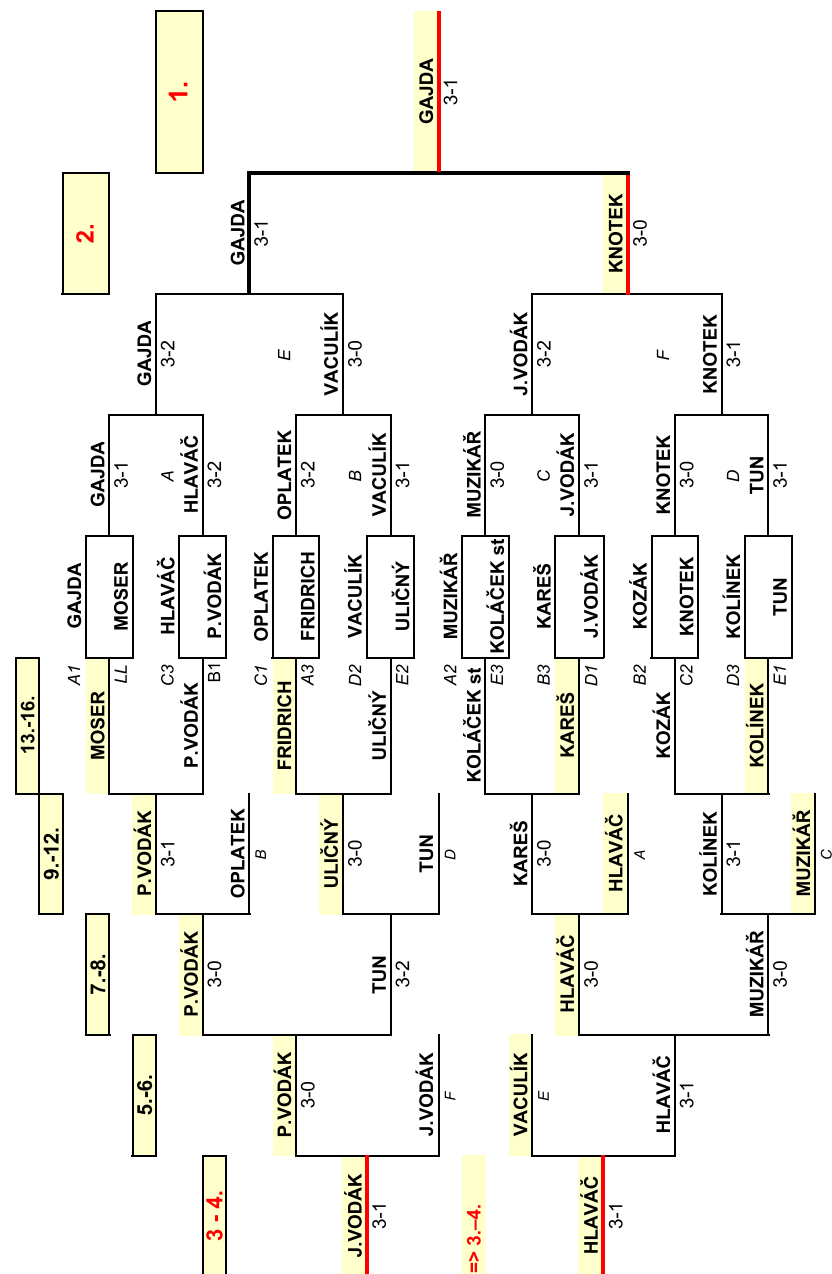 1.
GAJDA
3-1
2.
GAJDA
3-1
KNOTEK
3-0
GAJDA
3-2
E
VACULÍK
3-0
J.VODÁK
3-2
F
KNOTEK
3-1
GAJDA
3-1
A
HLAVÁČ
3-2
OPLATEK
3-2
B
VACULÍK
3-1
MUZIKÁŘ
3-0
C
J.VODÁK
3-1
KNOTEK
3-0
D
TUN
3-1
A1
GAJDA
MOSER
LL
C3
HLAVÁČ
P.VODÁK
B1
C1
OPLATEK
FRIDRICH
A3
D2
VACULÍK
ULIČNÝ
E2
A2
MUZIKÁŘ
KOLÁČEK st
E3
B3
KAREŠ
J.VODÁK
D1
B2
KOZÁK
KNOTEK
C2
D3
KOLÍNEK
TUN
E1
13.-16.
MOSER
P.VODÁK
FRIDRICH
ULIČNÝ
KOLÁČEK st
KAREŠ
KOZÁK
KOLÍNEK
9.-12.
P.VODÁK
3-1
OPLATEK
B
ULIČNÝ
3-0
TUN
D
KAREŠ
3-0
HLAVÁČ
A
KOLÍNEK
3-1
MUZIKÁŘ
C
7.-8.
P.VODÁK
3-0
TUN
3-2
HLAVÁČ
3-0
MUZIKÁŘ
3-0
5.-6.
P.VODÁK
3-0
J.VODÁK
F
VACULÍK
E
HLAVÁČ
3-1
3 - 4.
J.VODÁK
3-1
=> 3.–4.
HLAVÁČ
3-1